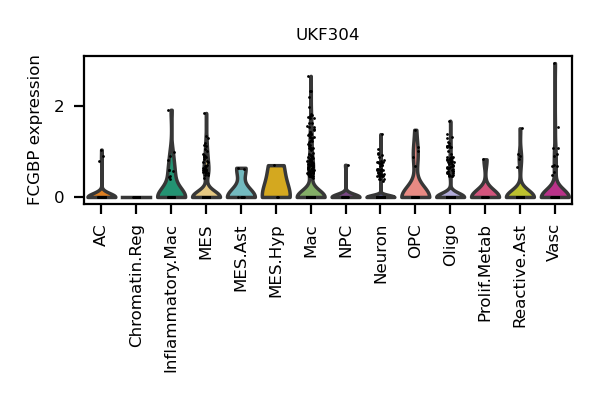 UKF304
FCGBP expression
2
0
AC
Chromatin.Reg
Inflammatory.Mac
MES
MES.Ast
MES.Hyp
Mac
NPC
Neuron
OPC
Oligo
Prolif.Metab
Reactive.Ast
Vasc